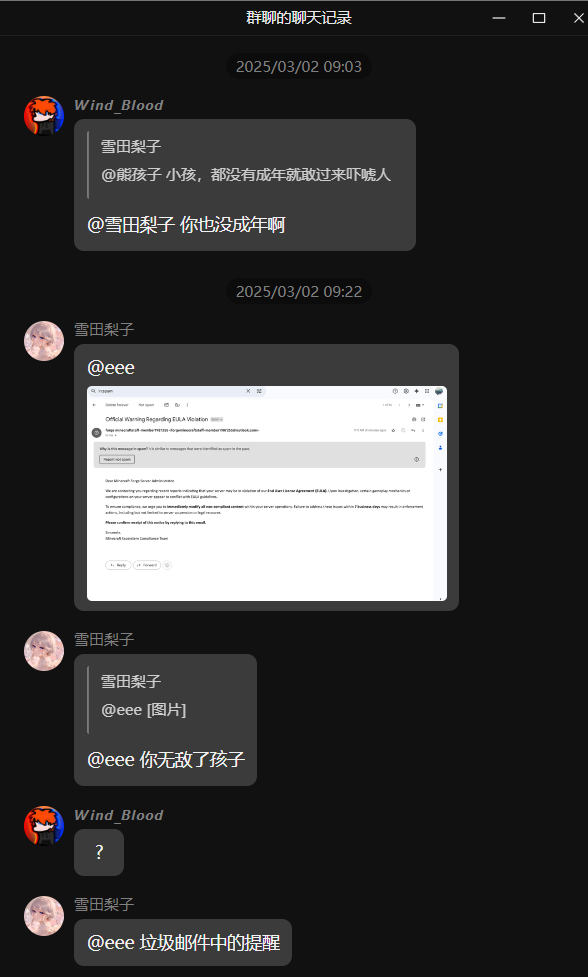 群聊的聊天记录
2025/03/02 09:03
Wind_Blood
雪田梨子
@熊孩子 小孩，都没有成年就敢过来吓唬人
@雪田梨子 你也没成年啊
2025/03/02 09:22
雪田梨子
@eee
in:spam
Delete forever
Not spam
Official Warning Regarding EULA Violation
Why is this message in spam? It is similar to messages that were identified as spam in the past.
Report not spam
Dear Minecraft Forge Server Administrator,
We are contacting you regarding recent reports indicating that your server may be in violation of our End User License Agreement (EULA). Upon investigation, certain gameplay mechanics or
configurations on your server appear to conflict with EULA guidelines.
To ensure compliance, we urge you to immediately modify all non-compliant content within your server operations. Failure to address these issues within 7 business days may result in enforcement
actions, including but not limited to server suspension or legal recourse.
Please confirm receipt of this notice by replying to this email.
Sincerely,
Minecraft Ecosystem Compliance Team
Reply
Forward
雪田梨子
雪田梨子
@eee [图片]
@eee 你无敌了孩子
Wind_Blood
?
雪田梨子
@eee 垃圾邮件中的提醒